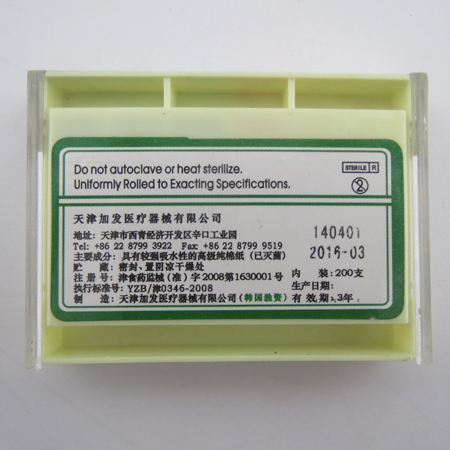 Do not autoclave or heat sterilize.
Uniformly Rolled to Exacting Specifications.
STERILE R
2
天津加发医疗器械有限公司
地址: 天津市西青经济开发区辛口工业园
Tel: +86 22 8799 3922 Fax +86 22 8799 9519
主要成分: 具有较强吸水性的高级纯棉纸 (已灭菌)
贮 藏: 密封、置阴凉干燥处
注 册 号: 津食药监械 (准) 字2008第1630001号
执行标准号: YZB/津0346-2008
制 造: 天津加发医疗器械有限公司(韩国独资)
140401
2016-03
内 装: 200支
生产日期:
有 效 期: 3年